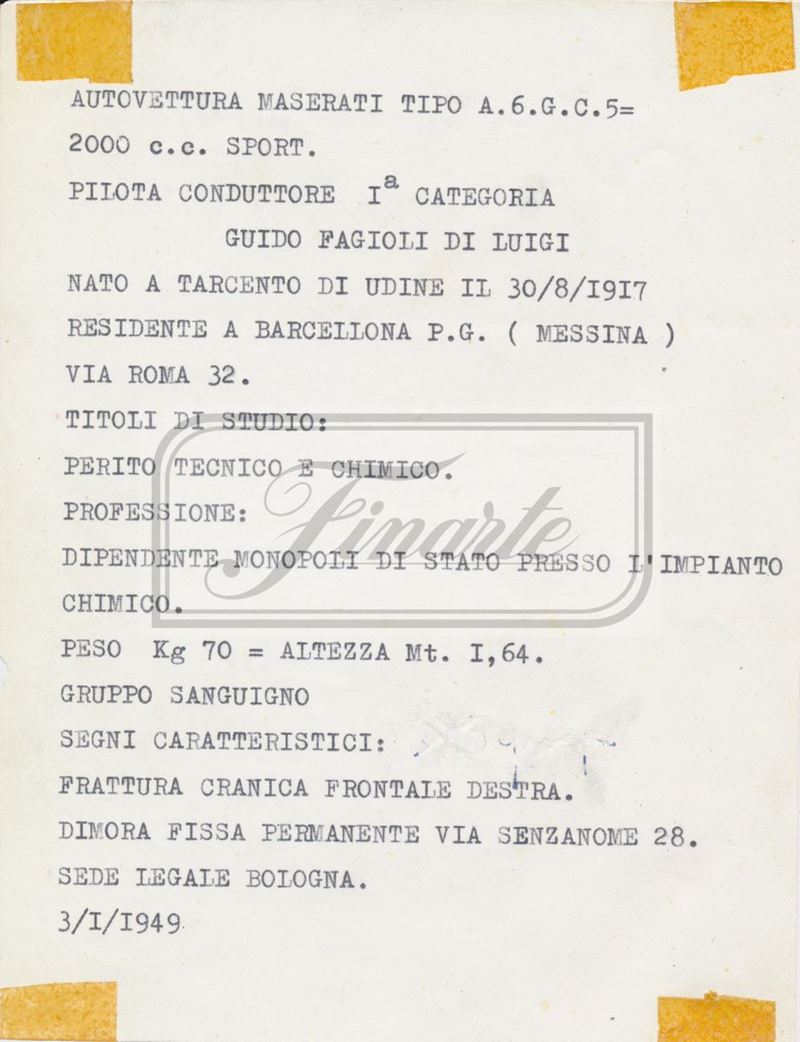 AUTOVETTURA MASERATI TIPO A.6.G.C.5=
2000 c.c. SPORT.
PILOTA CONDUTTORE Iª CATEGORIA
GUIDO FAGIOLI DI LUIGI
NATO A TARCENTO DI UDINE IL 30/8/I9I7
RESIDENTE A BARCELLONA P.G. ( MESSINA )
VIA ROMA 32.
TITOLI DI STUDIO:
PERITO TECNICO E CHIMICO.
PROFESSIONE:
Finarte
DIPENDENTE MONOPOLI DI STATO PRESSO L'IMPIANTO
CHIMICO.
PESO Kg 70 = ALTEZZA Mt. I,64.
GRUPPO SANGUIGNO
SEGNI CARATTERISTICI:
FRATTURA CRANICA FRONTALE DESTRA.
DIMORA FISSA PERMANENTE VIA SENZANOME 28.
SEDE LEGALE BOLOGNA.
3/I/I949